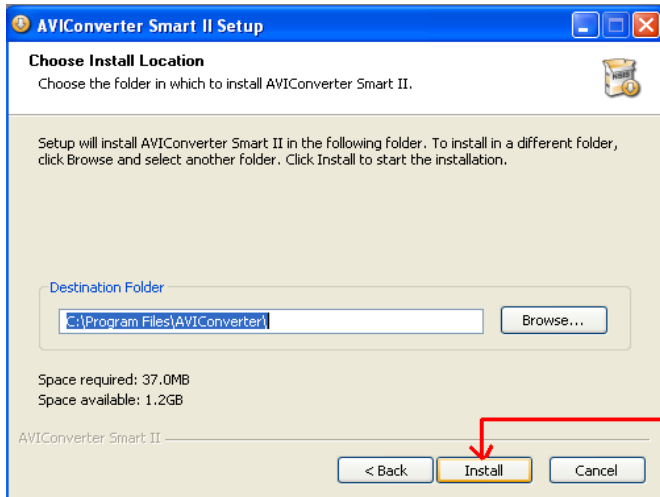 AVIConverter Smart II Setup
Choose Install Location
Choose the folder in which to install AVIConverter Smart II.
NSIS
Setup will install AVIConverter Smart II in the following folder. To install in a different folder,
click Browse and select another folder. Click Install to start the installation.
Destination Folder
C:\Program Files\AVIConverter\
Browse...
Space required: 37.0MB
Space available: 1.2GB
AVIConverter Smart II
< Back
Install
Cancel